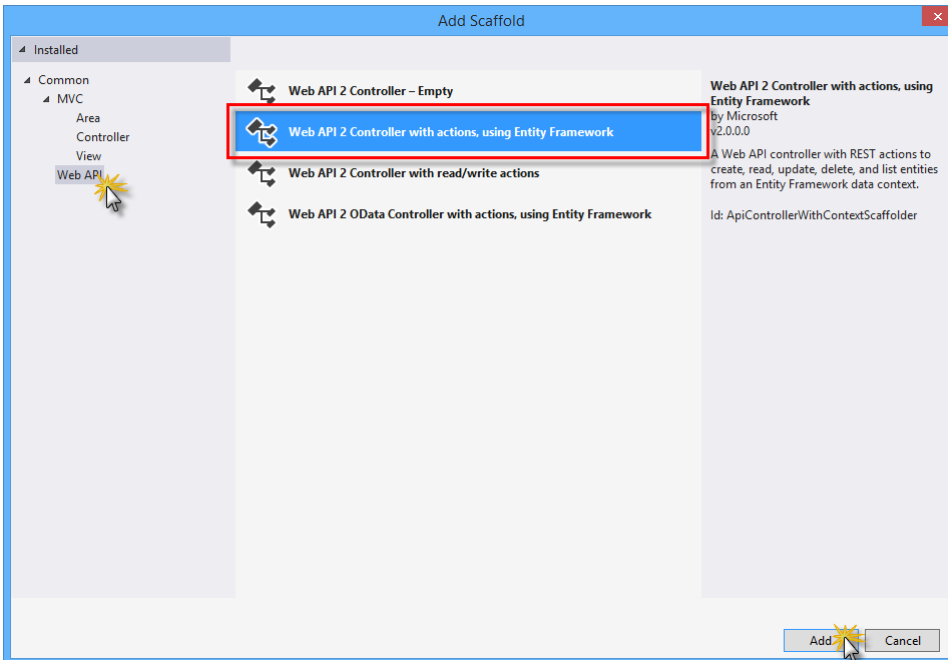 Add Scaffold
Installed
Common
MVC
Area
Controller
View
Web API
Web API 2 Controller – Empty
Web API 2 Controller with actions, using Entity Framework
Web API 2 Controller with read/write actions
Web API 2 OData Controller with actions, using Entity Framework
Web API 2 Controller with actions, using
Entity Framework
by Microsoft
v2.0.0.0
A Web API controller with REST actions to
create, read, update, delete, and list entities
from an Entity Framework data context.
Id: ApiControllerWithContextScaffolder
Add
Cancel